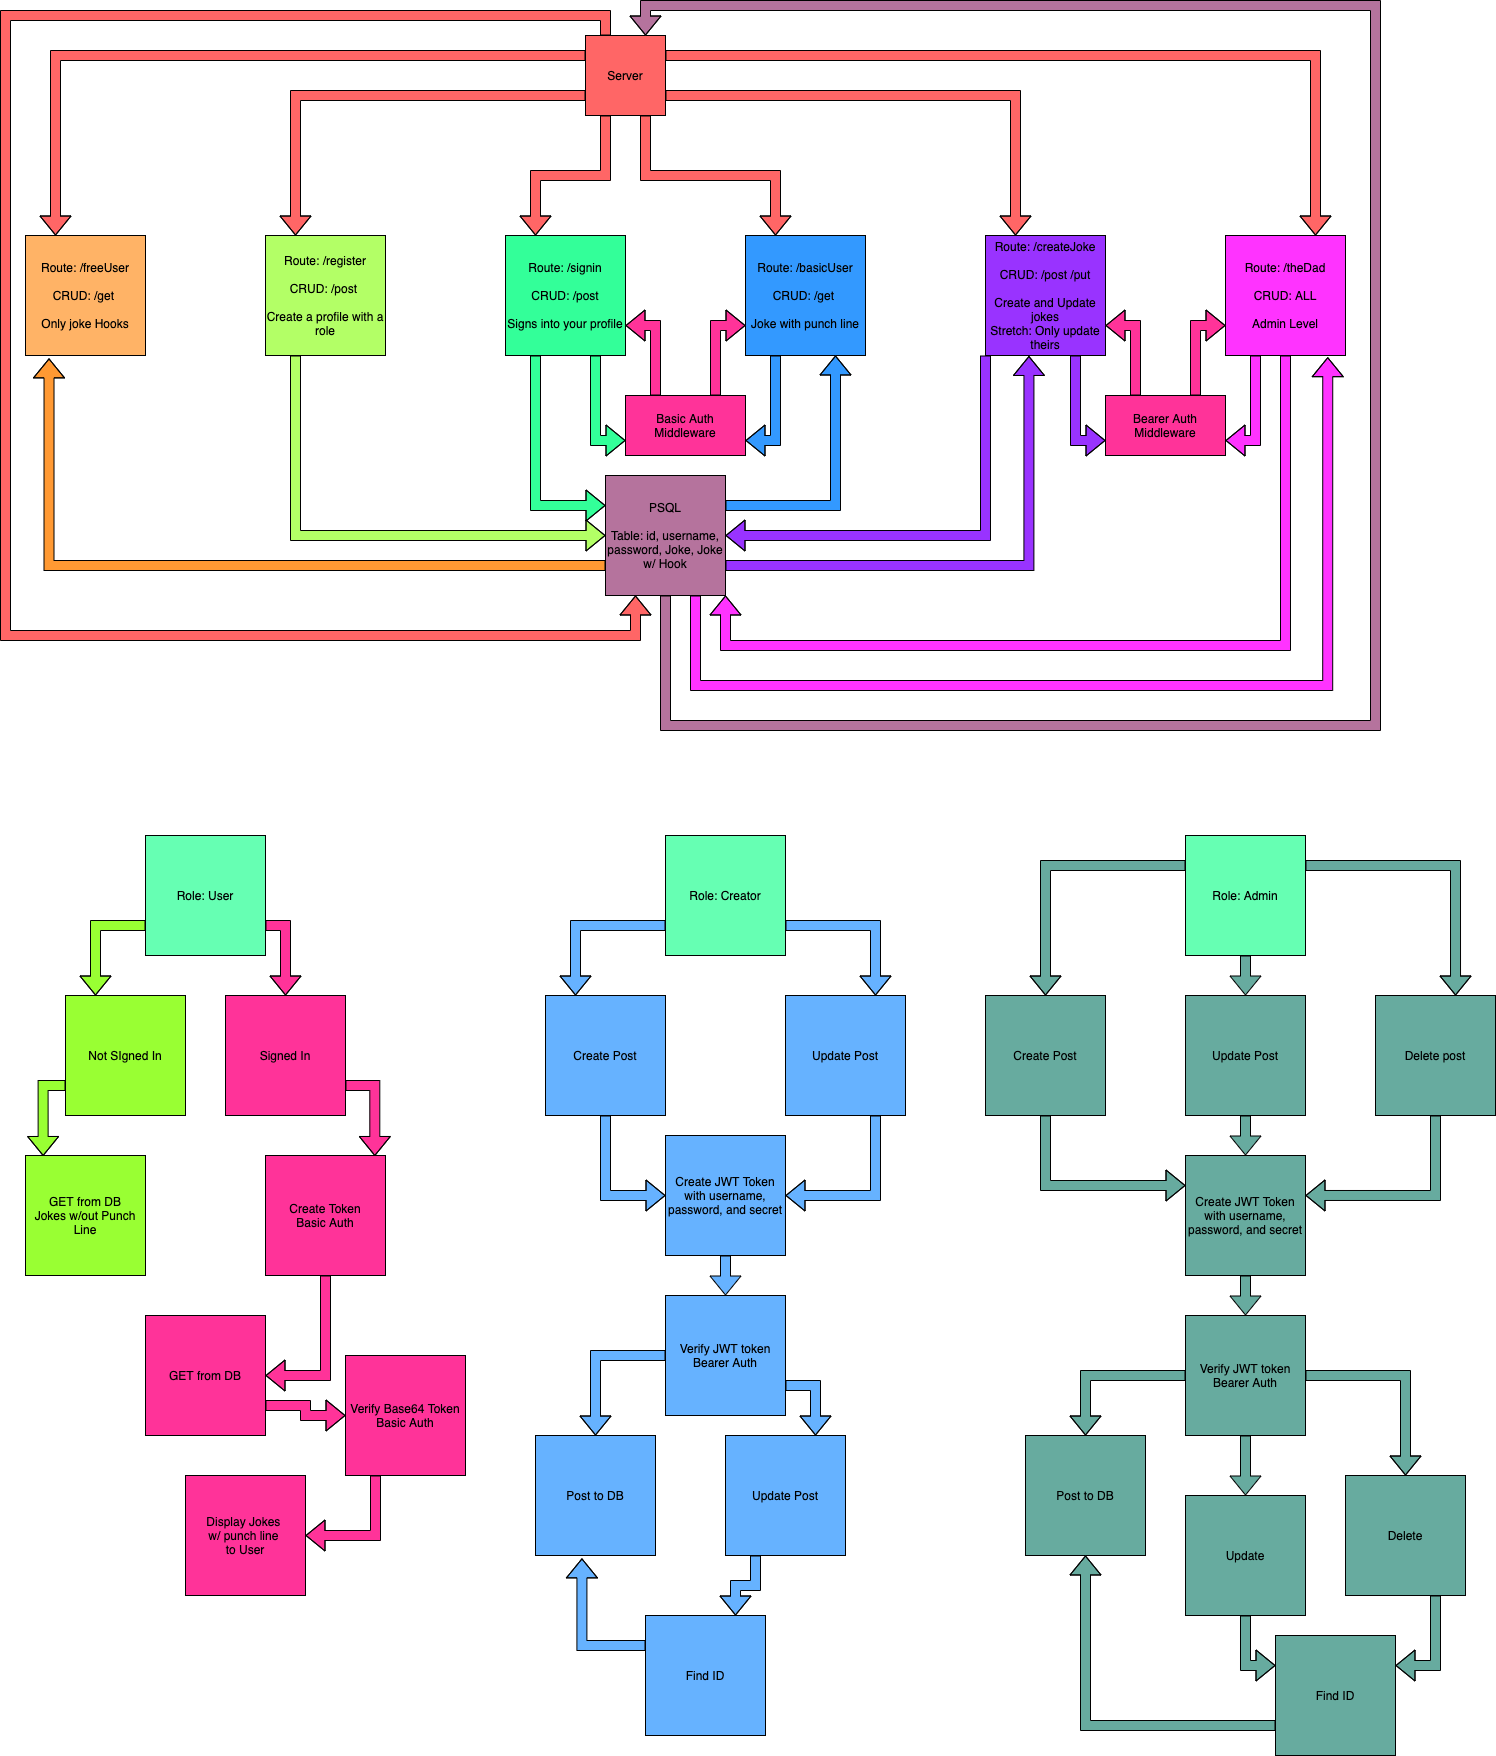 Server
Route: /freeUser
CRUD: /get
Only joke Hooks
Route: /register
CRUD: /post
Create a profile with a
role
Route: /signin
CRUD: /post
Signs into your profile
Route: /basicUser
CRUD: /get
Joke with punch line
Route: /createJoke
CRUD: /post /put
Create and Update
jokes
Stretch: Only update
theirs
Route: /theDad
CRUD: ALL
Admin Level
Basic Auth
Middleware
Bearer Auth
Middleware
PSQL
Table: id, username,
password, Joke, Joke
w/ Hook
Role: User
Not SIgned In
Signed In
GET from DB
Jokes w/out Punch
Line
Create Token
Basic Auth
GET from DB
Verify Base64 Token
Basic Auth
Display Jokes
w/ punch line
to User
Role: Creator
Create Post
Update Post
Create JWT Token
with username,
password, and secret
Verify JWT token
Bearer Auth
Post to DB
Update Post
Find ID
Role: Admin
Create Post
Update Post
Delete post
Create JWT Token
with username,
password, and secret
Verify JWT token
Bearer Auth
Post to DB
Update
Delete
Find ID